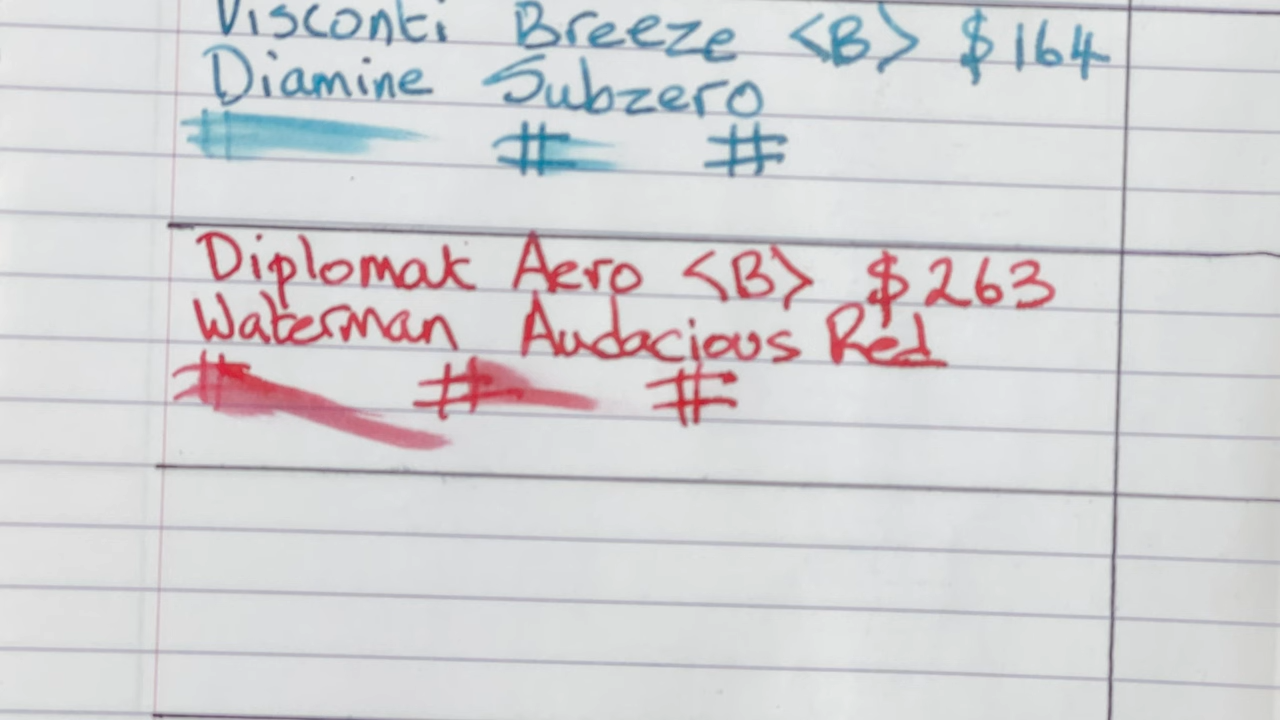 Visconti Breeze <B> $164
Diamine Subzero
# # #
Diplomat Aero <B> $263
Waterman Audacious Red
# # #